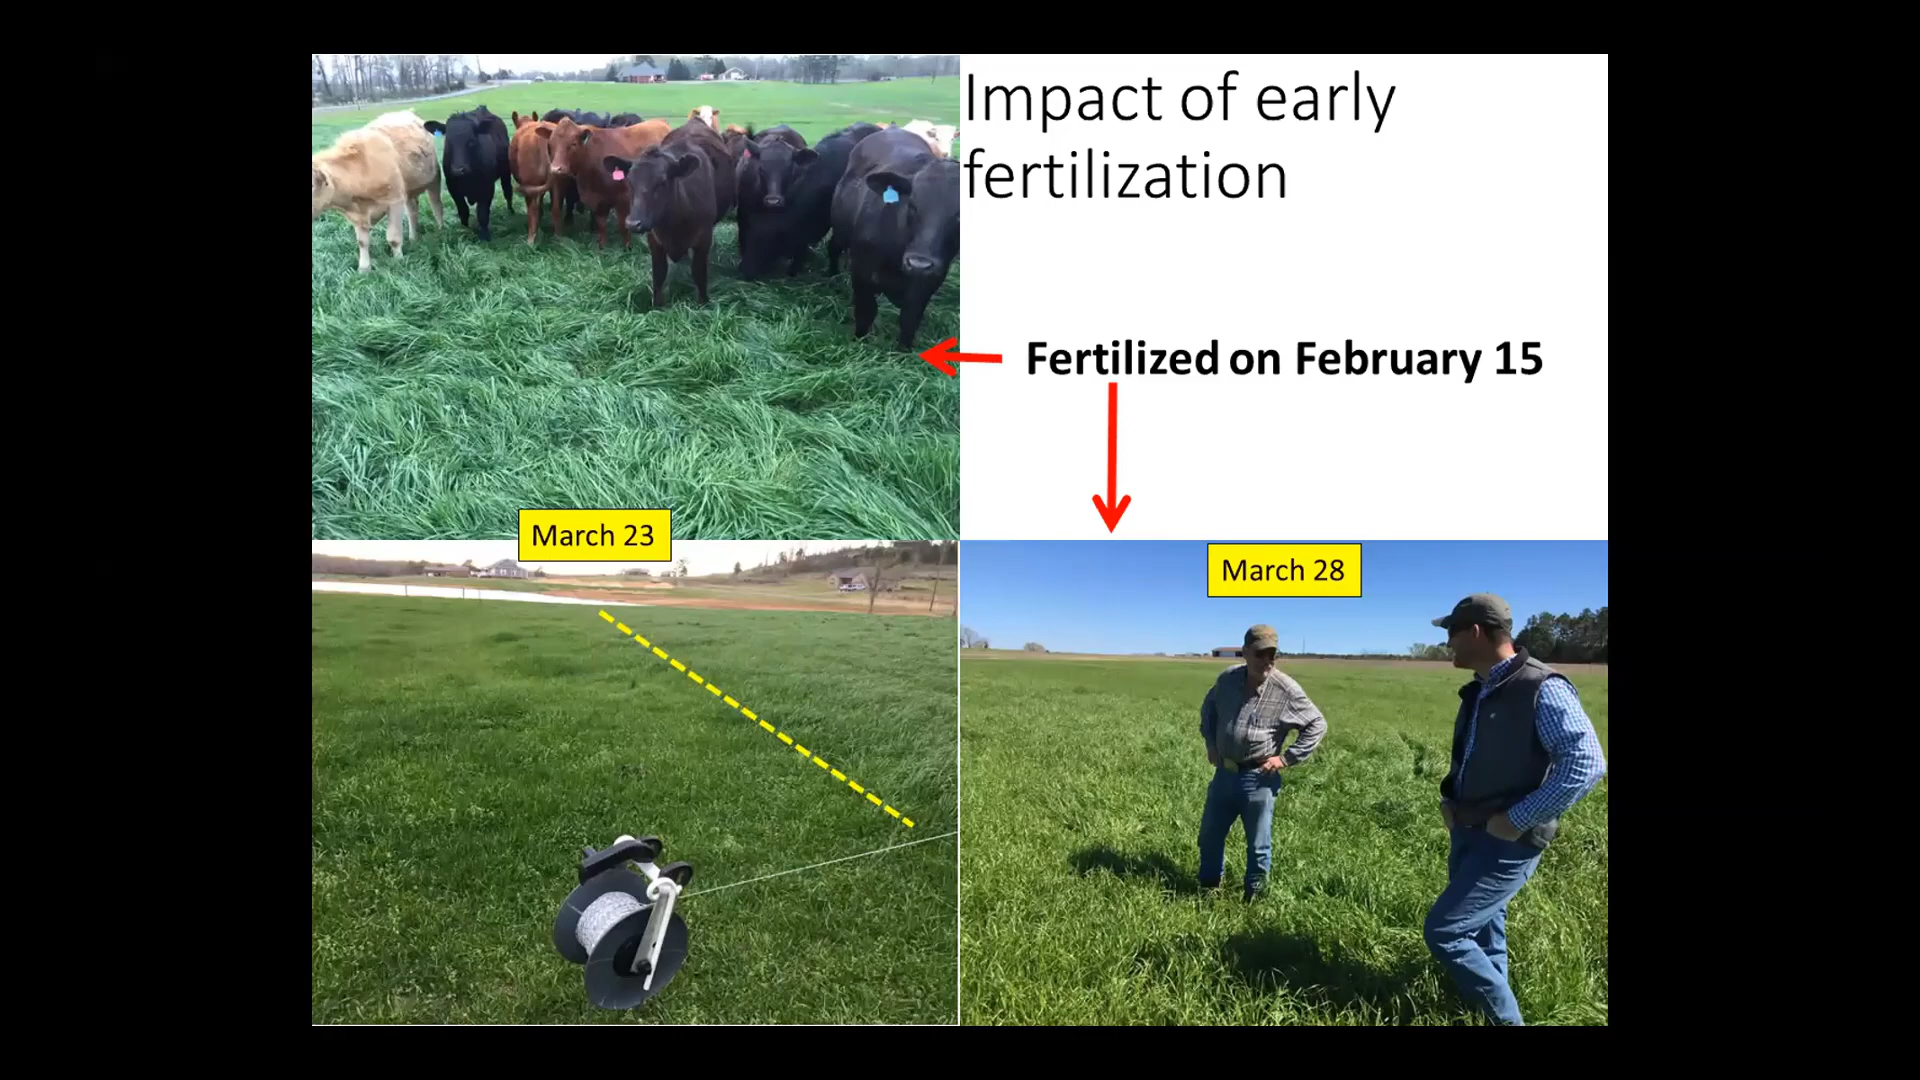 Impact of early
fertilization
Fertilized on February 15
March 23
March 28